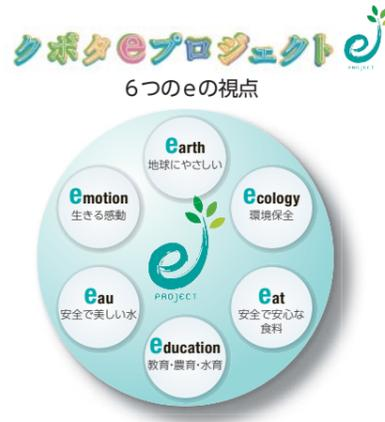 クボタeプロジェクト
PROJECT
6つのeの視点
earth
地球にやさしい
emotion
生きる感動
ecology
環境保全
PROJECT
eau
安全で美しい水
eat
安全で安心な
食料
education
教育・農育・水育